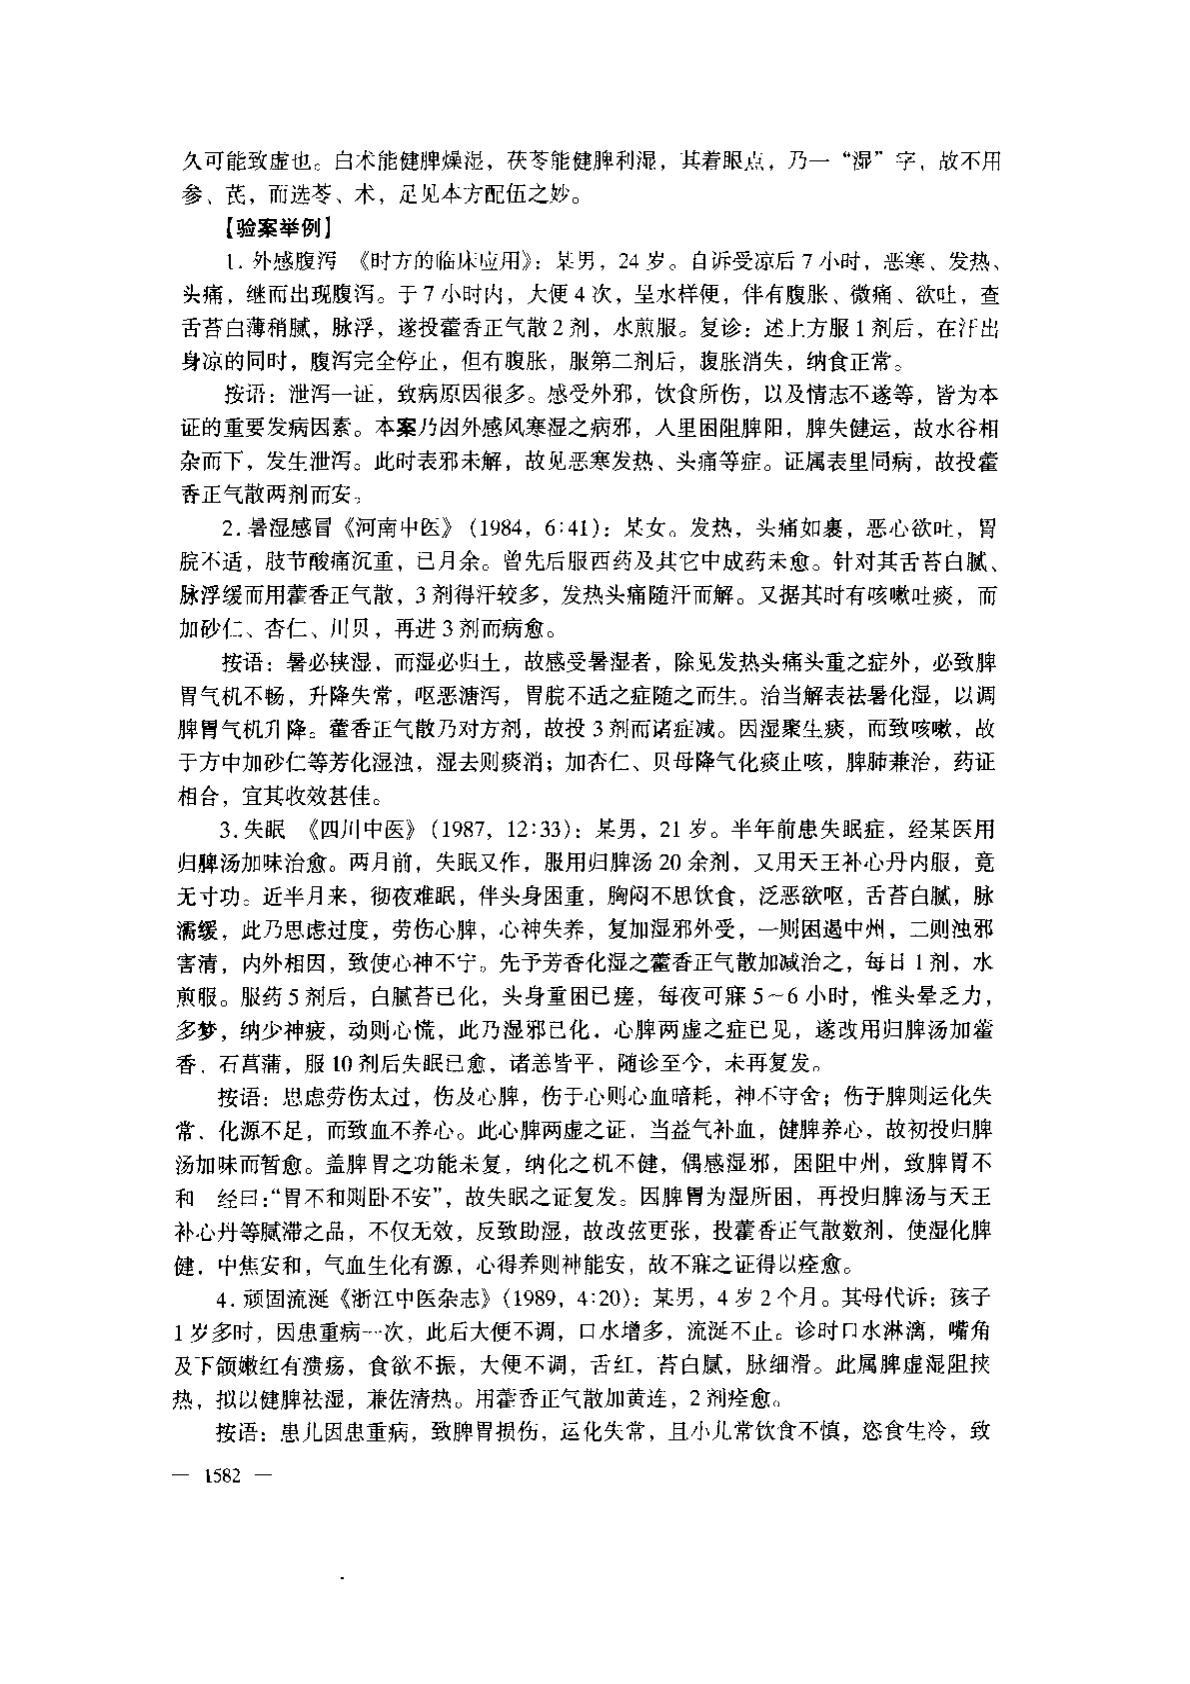 久可能致虚也。白术能健脾燥湿，茯苓能健脾利湿，其着眼点，乃一“湿”字，故不用
参、芪，而选苓、术，足见本方配伍之妙。
【验案举例】
1. 外感腹泻 《时方的临床应用》：某男，24 岁。自诉受凉后 7 小时，恶寒、发热、
头痛，继而出现腹泻。于 7 小时内，大便 4 次，呈水样便，伴有腹胀、微痛、欲吐，查
舌苔白薄稍腻，脉浮，遂投藿香正气散 2 剂，水煎服。复诊：述上方服 1 剂后，在汗出
身凉的同时，腹泻完全停止，但有腹胀，服第二剂后，腹胀消失，纳食正常。
按语：泄泻一证，致病原因很多。感受外邪，饮食所伤，以及情志不遂等，皆为本
证的重要发病因素。本案乃因外感风寒湿之病邪，人里困阻脾阳，脾失健运，故水谷相
杂而下，发生泄泻。此时表邪未解，故见恶寒发热、头痛等症。证属表里同病，故投藿
香正气散两剂而安。
2. 暑湿感冒《河南中医》（1984，6:41）：某女。发热，头痛如裹，恶心欲吐，胃
脘不适，肢节酸痛沉重，已月余。曾先后服西药及其它中成药未愈。针对其舌苔白腻、
脉浮缓而用藿香正气散，3 剂得汗较多，发热头痛随汗而解。又据其时有咳嗽吐痰，而
加砂仁、杏仁、川贝，再进 3 剂而病愈。
按语：暑必挟湿，而湿必归土，故感受暑湿者，除见发热头痛头重之症外，必致脾
胃气机不畅，升降失常，呕恶溏泻，胃脘不适之症随之而生。治当解表祛暑化湿，以调
脾胃气机升降。藿香正气散乃对方剂，故投 3 剂而诸症减。因湿聚生痰，而致咳嗽，故
于方中加砂仁等芳化湿浊，湿去则痰消；加杏仁、贝母降气化痰止咳，脾肺兼治，药证
相合，宜其收效甚佳。
3. 失眠 《四川中医》（1987，12:33）：某男，21 岁。半年前患失眠症，经某医用
归脾汤加味治愈。两月前，失眠又作，服用归脾汤 20 余剂，又用天王补心丹内服，竟
无寸功。近半月来，彻夜难眠，伴头身困重，胸闷不思饮食，泛恶欲呕，舌苔白腻，脉
濡缓，此乃思虑过度，劳伤心脾，心神失养，复加湿邪外受，一则困遏中州，二则浊邪
害清，内外相因，致使心神不宁。先予芳香化湿之藿香正气散加减治之，每日 1 剂，水
煎服。服药 5 剂后，白腻苔已化，头身重困已瘥，每夜可寐 5～6 小时，惟头晕乏力，
多梦，纳少神疲，动则心慌，此乃湿邪已化，心脾两虚之症已见，遂改用归脾汤加藿
香、石菖蒲，服 10 剂后失眠已愈，诸恙皆平，随诊至今，未再复发。
按语：思虑劳伤太过，伤及心脾，伤于心则心血暗耗，神不守舍；伤于脾则运化失
常，化源不足，而致血不养心。此心脾两虚之证，当益气补血，健脾养心，故初投归脾
汤加味而暂愈。盖脾胃之功能未复，纳化之机不健，偶感湿邪，困阻中州，致脾胃不
和 经曰：“胃不和则卧不安”，故失眠之证复发。因脾胃为湿所困，再投归脾汤与天王
补心丹等腻滞之品，不仅无效，反致助湿，故改弦更张，投藿香正气散数剂，使湿化脾
健，中焦安和，气血生化有源，心得养则神能安，故不寐之证得以痊愈。
4. 顽固流涎《浙江中医杂志》（1989，4:20）：某男，4 岁 2 个月。其母代诉：孩子
1 岁多时，因患重病一次，此后大便不调，口水增多，流涎不止。诊时口水淋漓，嘴角
及下颌嫩红有溃疡，食欲不振，大便不调，舌红，苔白腻，脉细滑。此属脾虚湿阻挟
热，拟以健脾祛湿，兼佐清热。用藿香正气散加黄连，2 剂痊愈。
按语：患儿因患重病，致脾胃损伤，运化失常，且小儿常饮食不慎，恣食生冷，致
— 1582 —